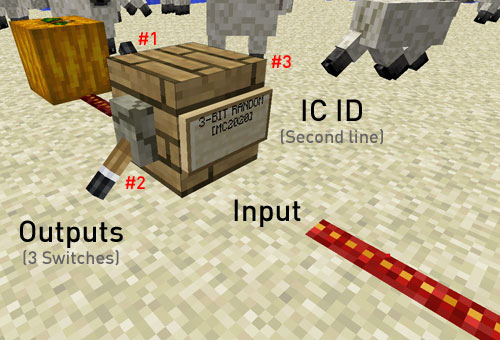 #1
#3
3-BIT RANDOM
[MC2020]
IC ID
(Second line)
#2
Input
Outputs
(3 Switches)